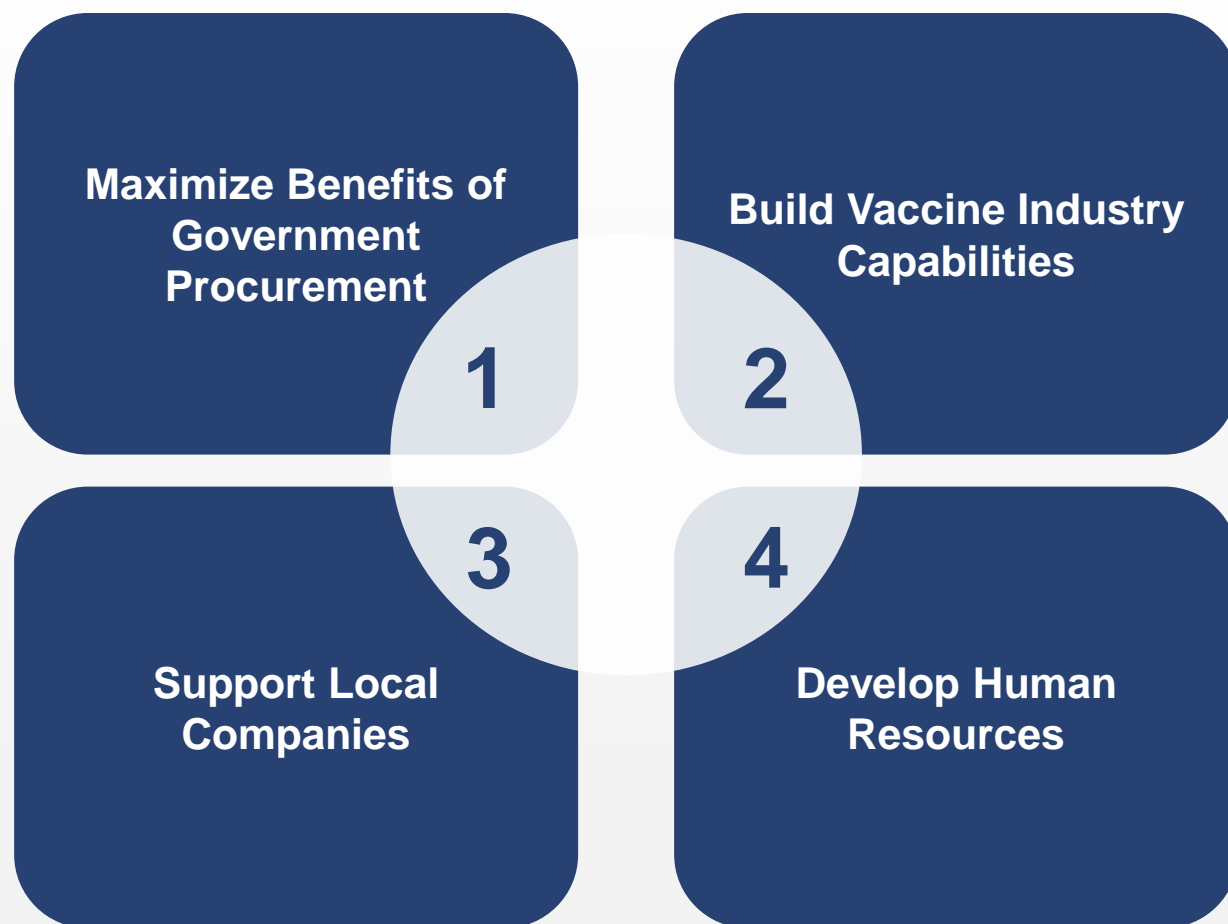 Maximize Benefits of
Government
Procurement
1
Build Vaccine Industry
Capabilities
2
3
Support Local
Companies
4
Develop Human
Resources